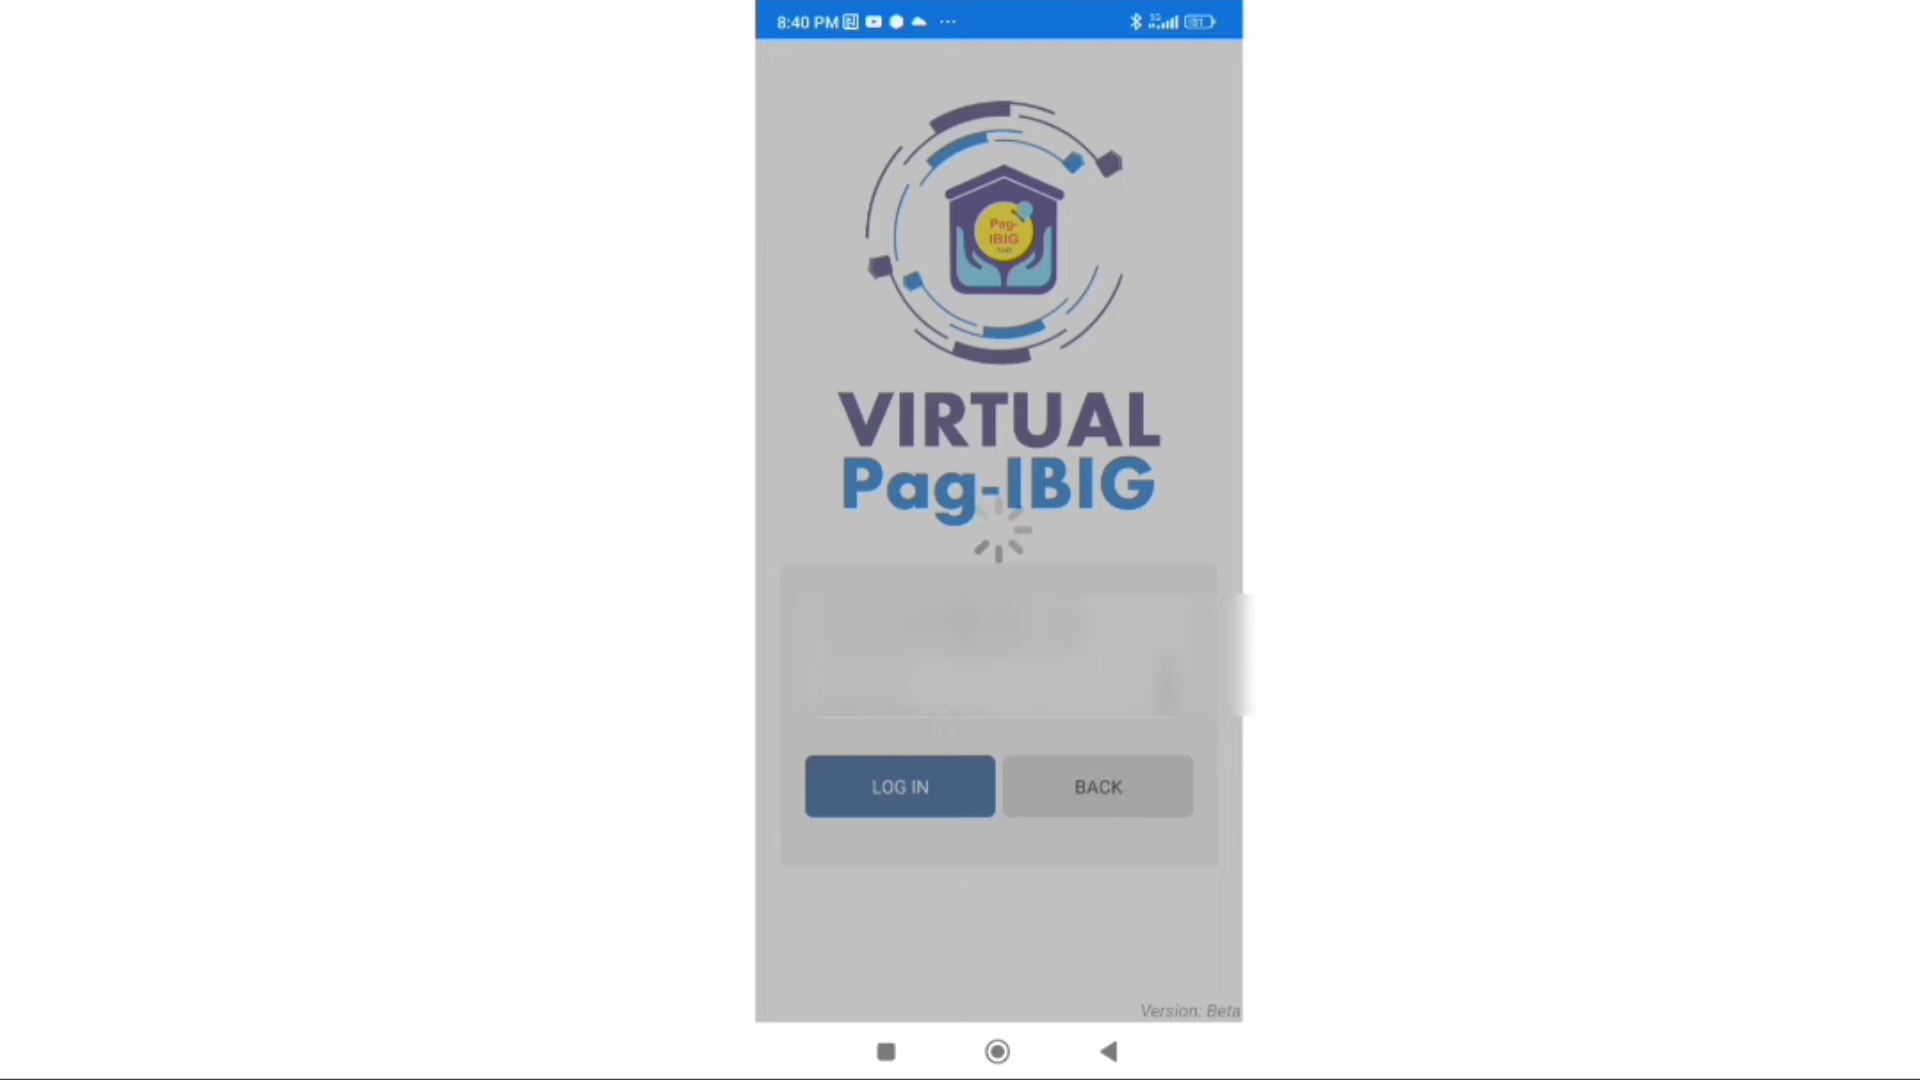 8:40 PM
Pag-
IBIG
VIRTUAL
Pag-IBIG
LOG IN
BACK
Version: Beta